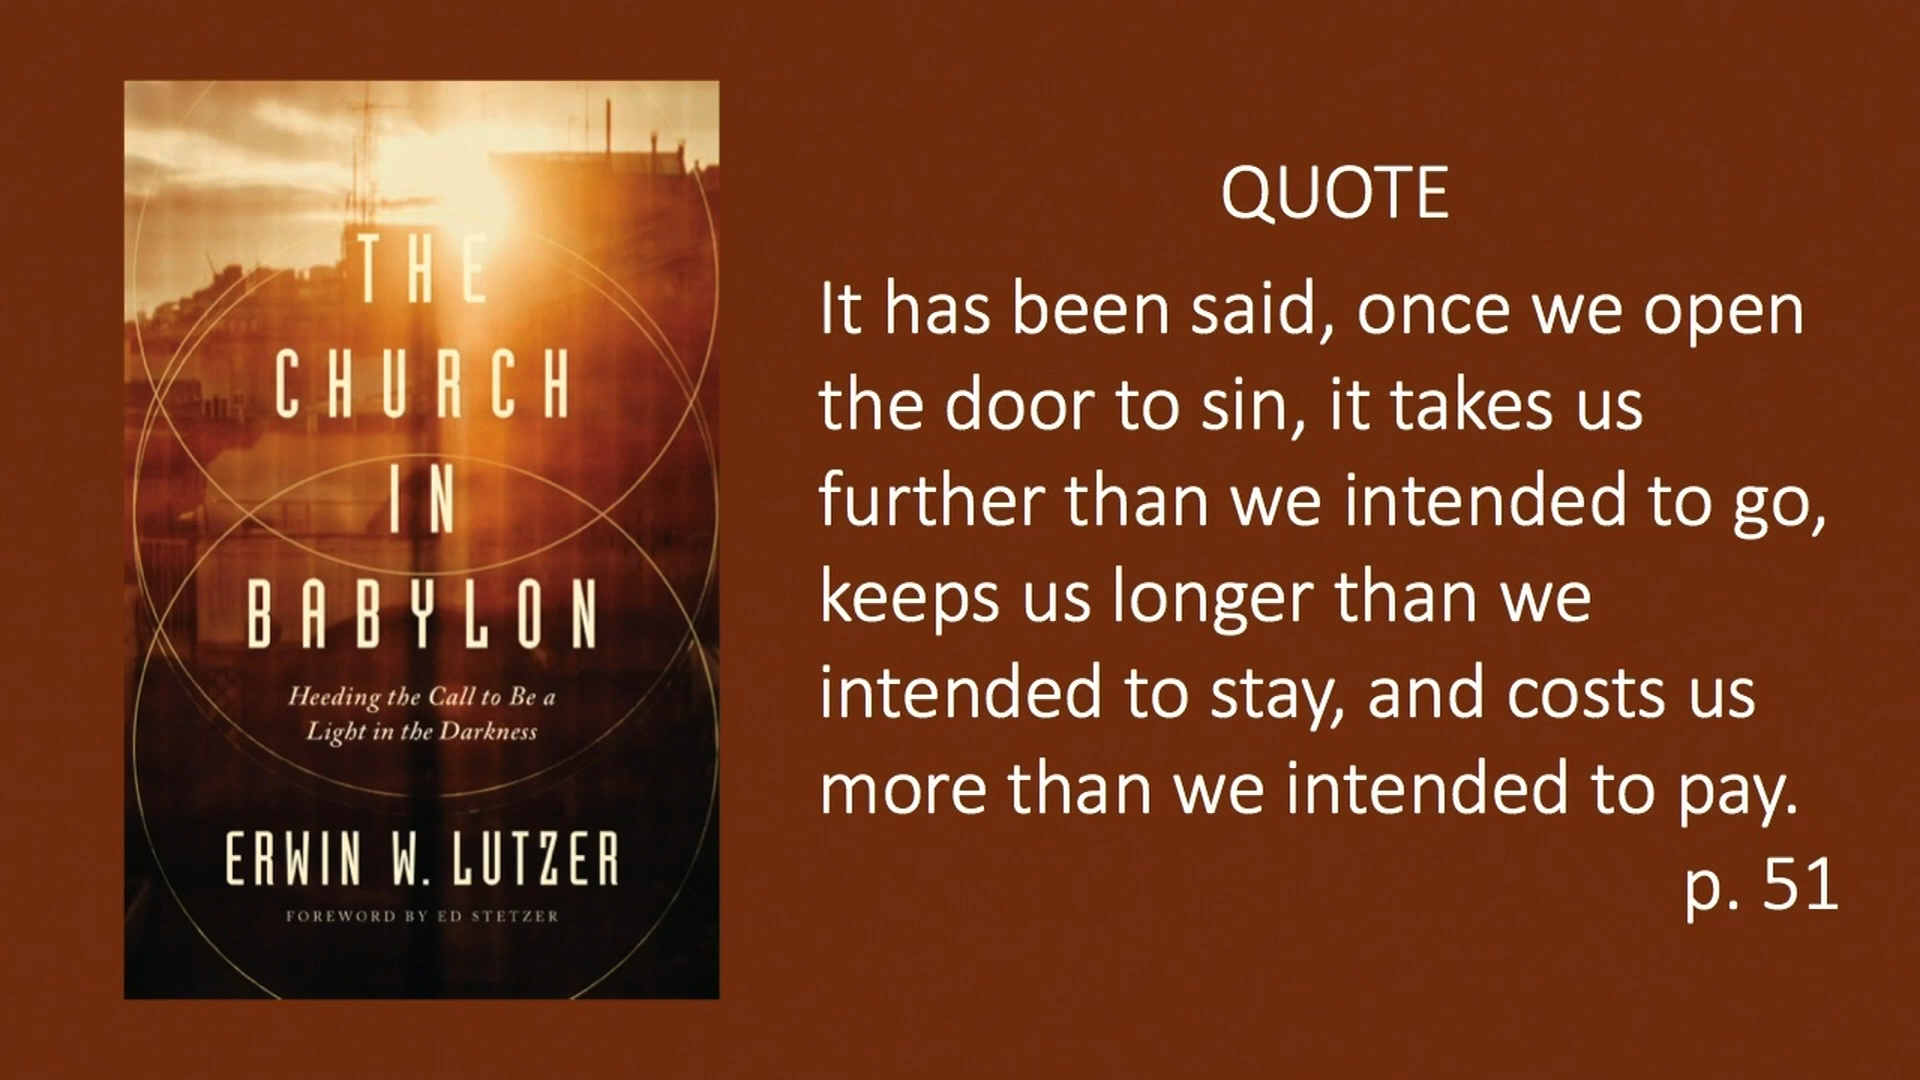 THE
CHURCH
IN
BABYLON
Heeding the Call to Be a
Light in the Darkness
ERWIN W. LUTZER
FOREWORD BY ED STETZER
QUOTE
It has been said, once we open
the door to sin, it takes us
further than we intended to go,
keeps us longer than we
intended to stay, and costs us
more than we intended to pay.
p. 51